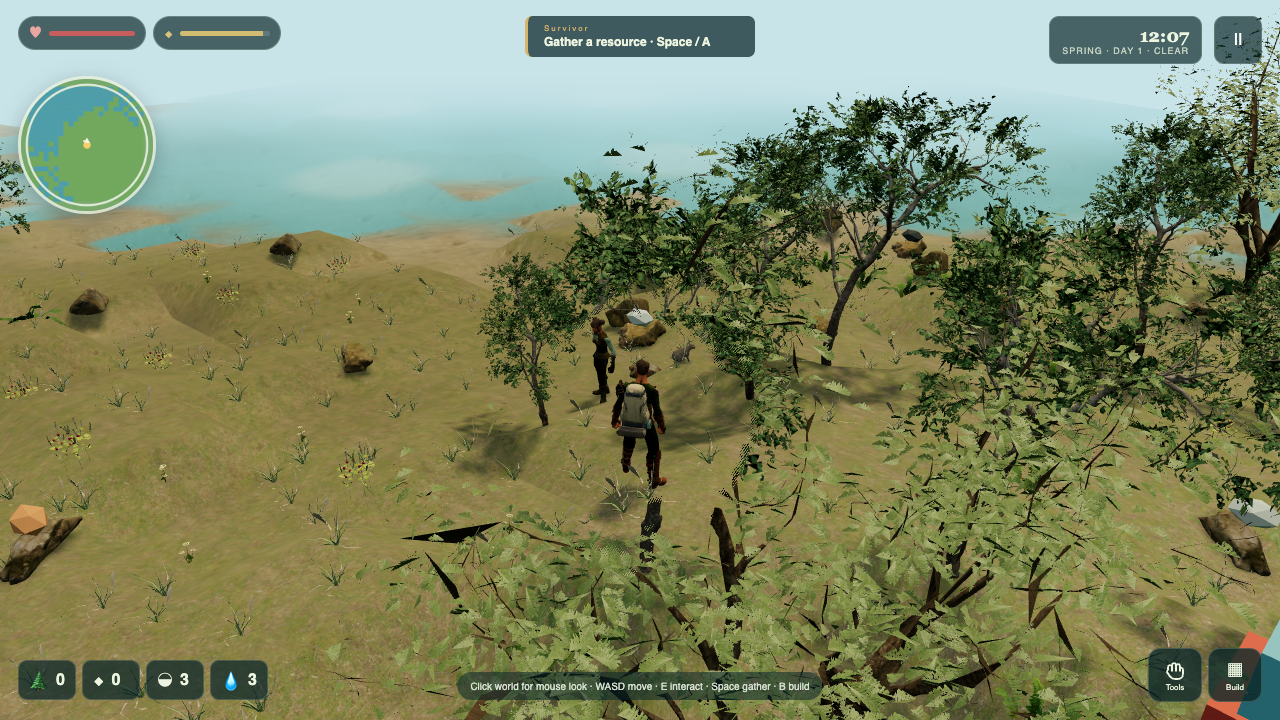 Survivor
Gather a resource · Space / A
12:07
SPRING · DAY 1 · CLEAR
0
0
3
3
Click world for mouse look · WASD move · E interact · Space gather · B build
Tools
Build